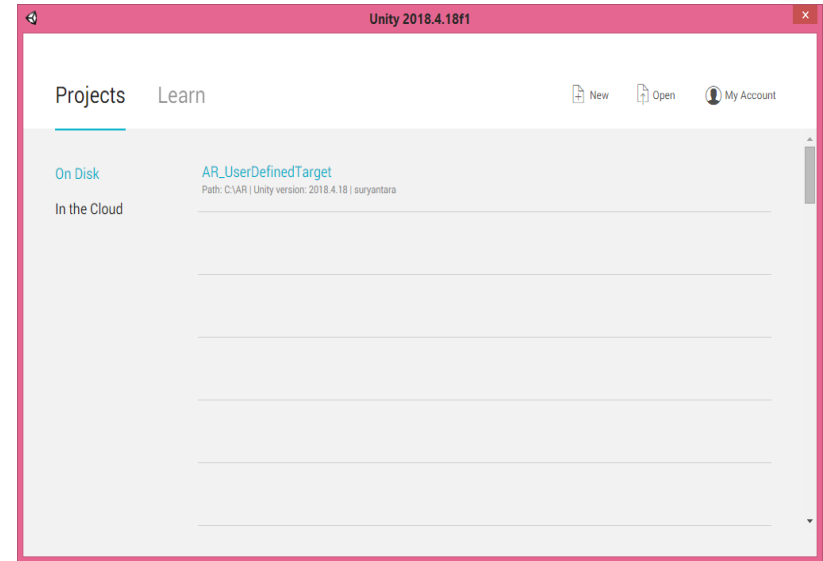 Unity 2018.4.18f1
x
Projects Learn
New Open My Account
On Disk
In the Cloud
AR_UserDefinedTarget
Path: C:\AR | Unity version: 2018.4.18 | suryantara